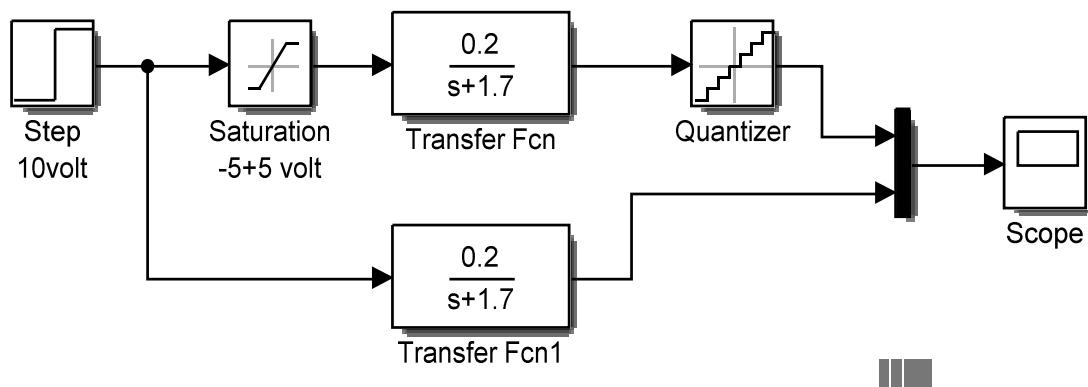 0.2
s+1.7
Step
10volt
Saturation
-5+5 volt
Transfer Fcn
Quantizer
0.2
s+1.7
Scope
Transfer Fcn1